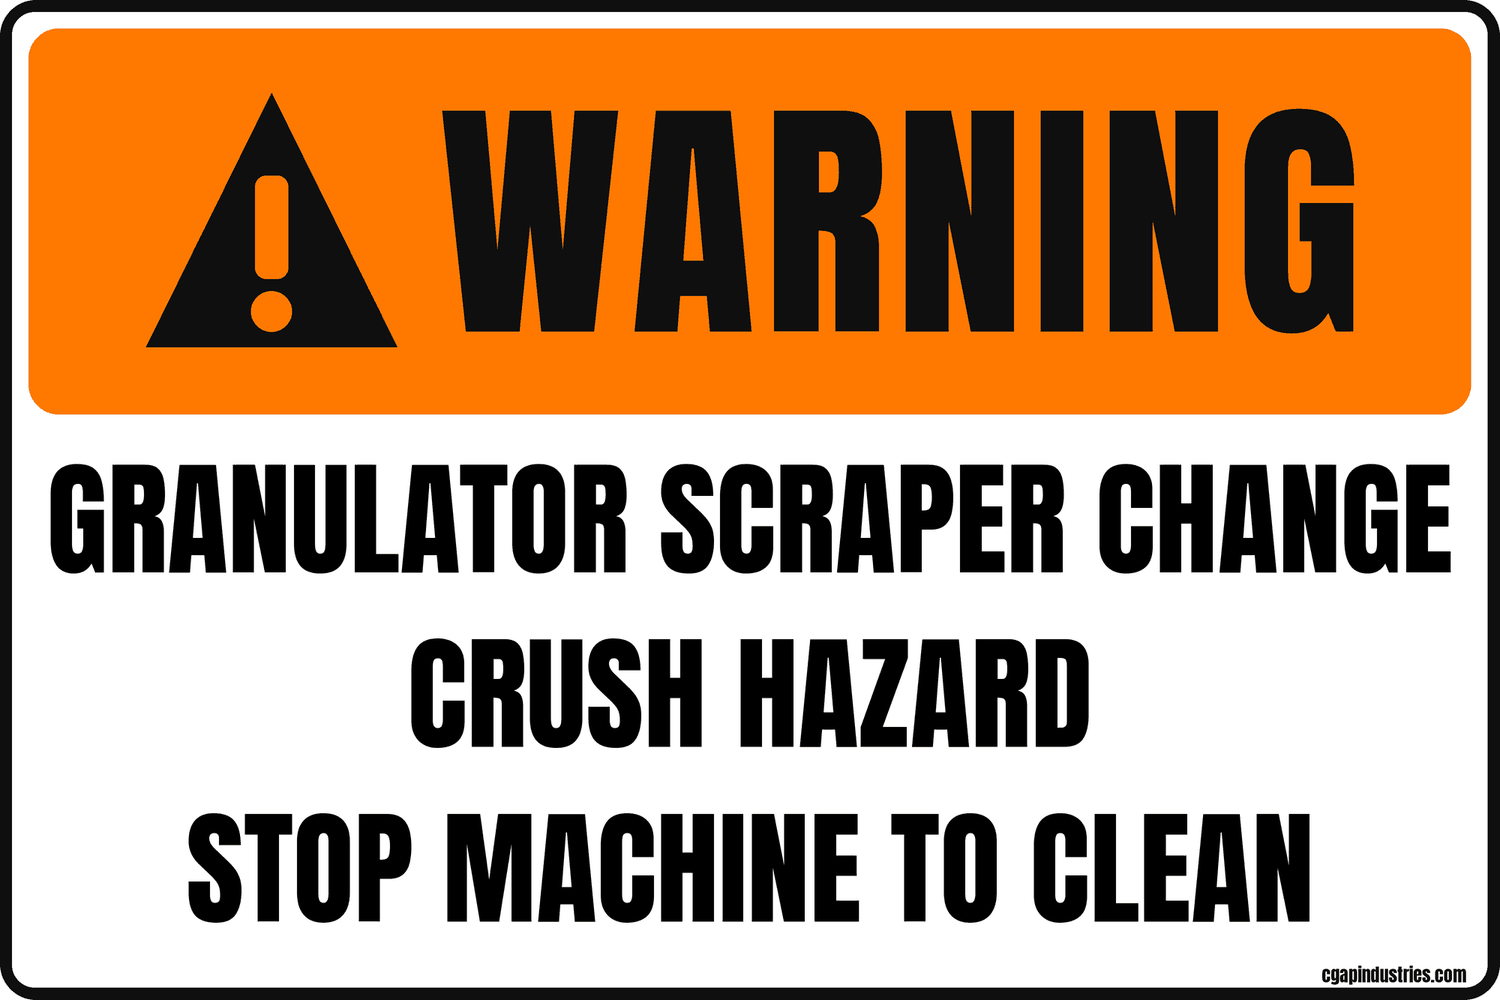 WARNING
GRANULATOR SCRAPER CHANGE
CRUSH HAZARD
STOP MACHINE TO CLEAN
cgapindustries.com